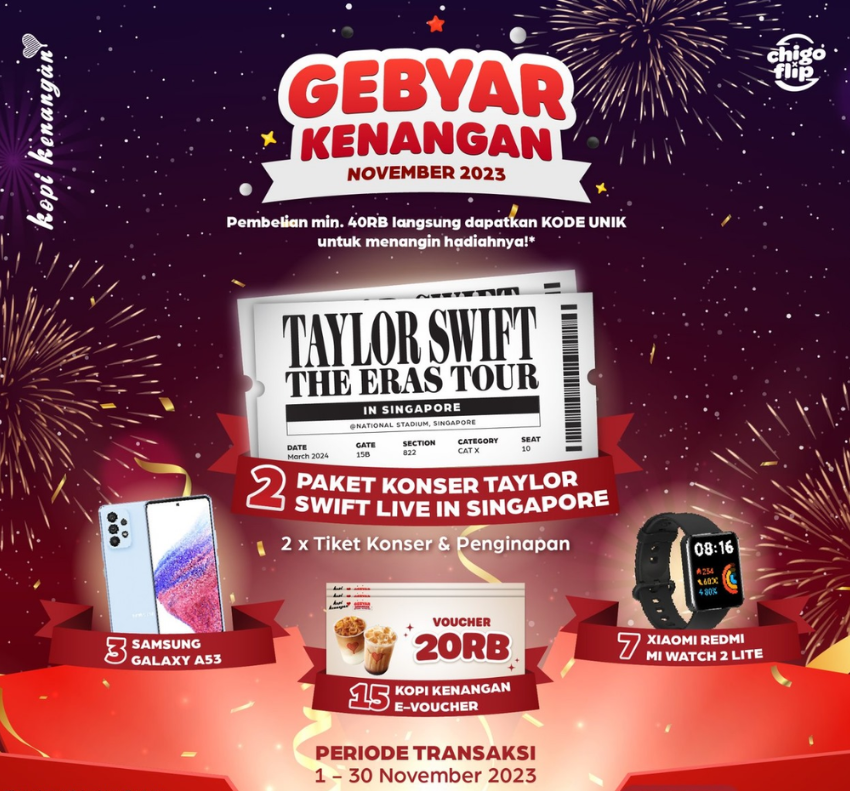 kopi kenangan
chigo
flip
GEBYAR
KENANGAN
NOVEMBER 2023
Pembelian min. 40RB langsung dapatkan KODE UNIK
untuk menangin hadiahnya!*
TAYLOR SWIFT
THE ERAS TOUR
IN SINGAPORE
@NATIONAL STADIUM, SINGAPORE
DATE GATE SECTION CATEGORY SEAT
March 2024 15B 822 CAT X 10
2 PAKET KONSER TAYLOR
SWIFT LIVE IN SINGAPORE
2 x Tiket Konser & Penginapan
08:16
3 SAMSUNG
GALAXY A53
VOUCHER
20RB
15 KOPI KENANGAN
E-VOUCHER
7 XIAOMI REDMI
MI WATCH 2 LITE
PERIODE TRANSAKSI
1 – 30 November 2023